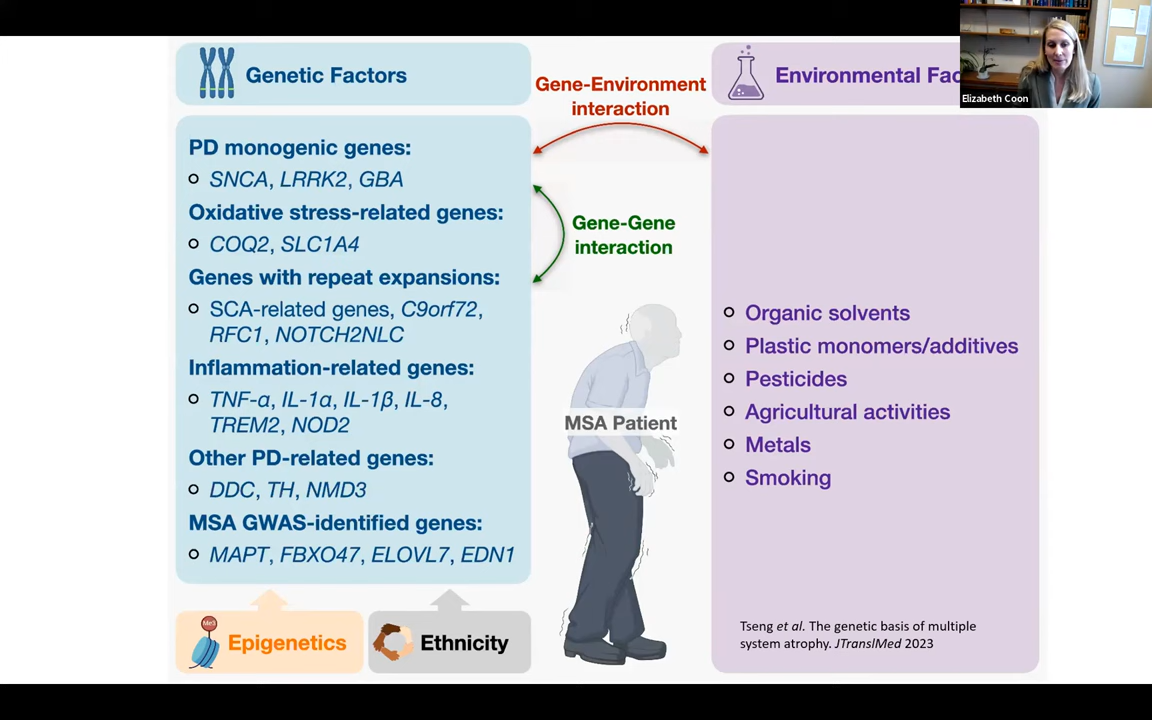 Genetic Factors
PD monogenic genes:
SNCA, LRRK2, GBA
Oxidative stress-related genes:
COQ2, SLC1A4
Genes with repeat expansions:
SCA-related genes, C9orf72,
RFC1, NOTCH2NLC
Inflammation-related genes:
TNF-α, IL-1α, IL-1β, IL-8,
TREM2, NOD2
Other PD-related genes:
DDC, TH, NMD3
MSA GWAS-identified genes:
MAPT, FBXO47, ELOVL7, EDN1
Me3
Epigenetics
Ethnicity
Gene-Environment
interaction
Gene-Gene
interaction
MSA Patient
Environmental Fac
Elizabeth Coon
Organic solvents
Plastic monomers/additives
Pesticides
Agricultural activities
Metals
Smoking
Tseng et al. The genetic basis of multiple
system atrophy. JTranslMed 2023